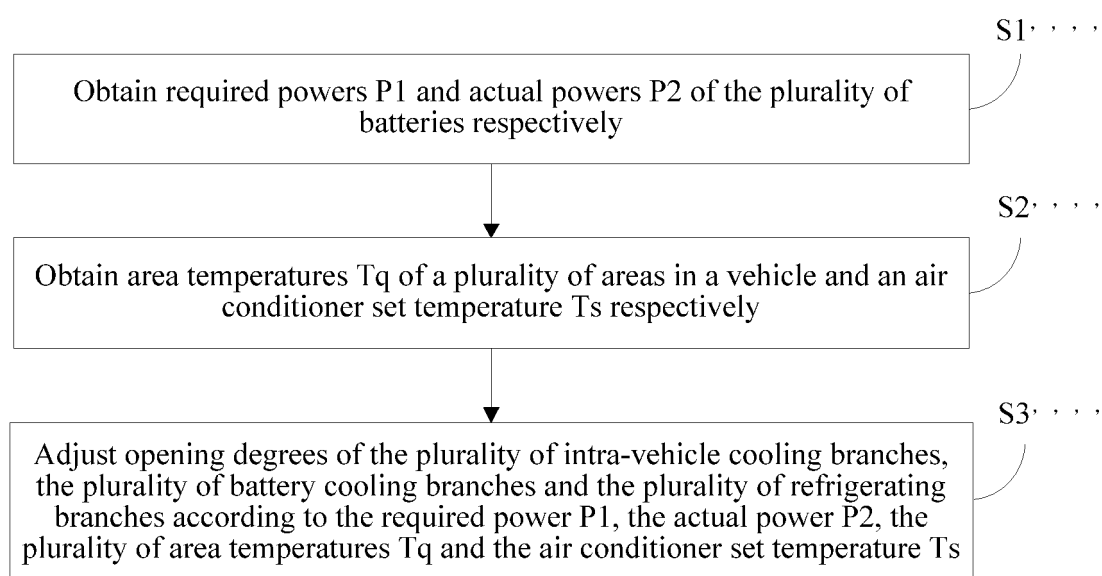 S1' ' ' '
Obtain required powers P1 and actual powers P2 of the plurality of
batteries respectively
S2' ' ' '
Obtain area temperatures Tq of a plurality of areas in a vehicle and an air
conditioner set temperature Ts respectively
S3' ' ' '
Adjust opening degrees of the plurality of intra-vehicle cooling branches,
the plurality of battery cooling branches and the plurality of refrigerating
branches according to the required power P1, the actual power P2, the
plurality of area temperatures Tq and the air conditioner set temperature Ts